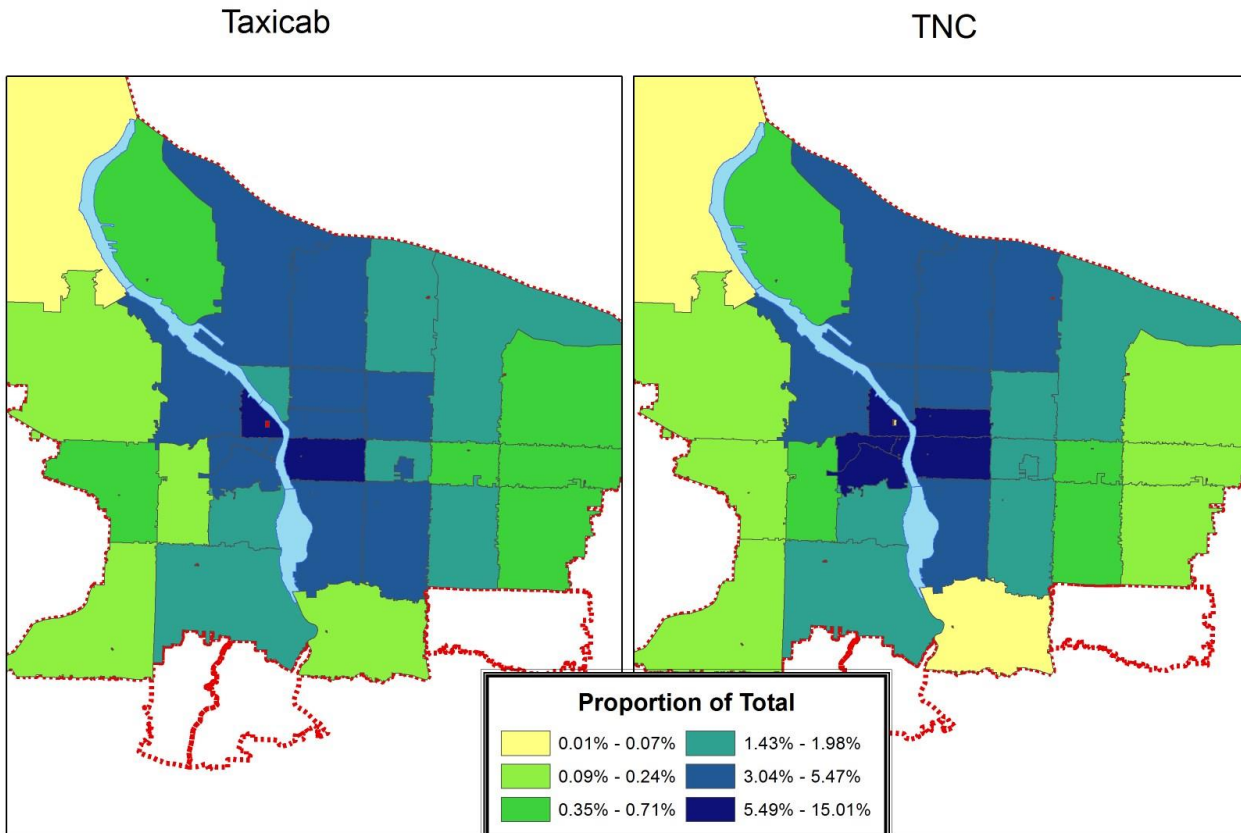 Taxicab
TNC
Proportion of Total
0.01% - 0.07%
1.43% - 1.98%
0.09% - 0.24%
3.04% - 5.47%
0.35% - 0.71%
5.49% - 15.01%